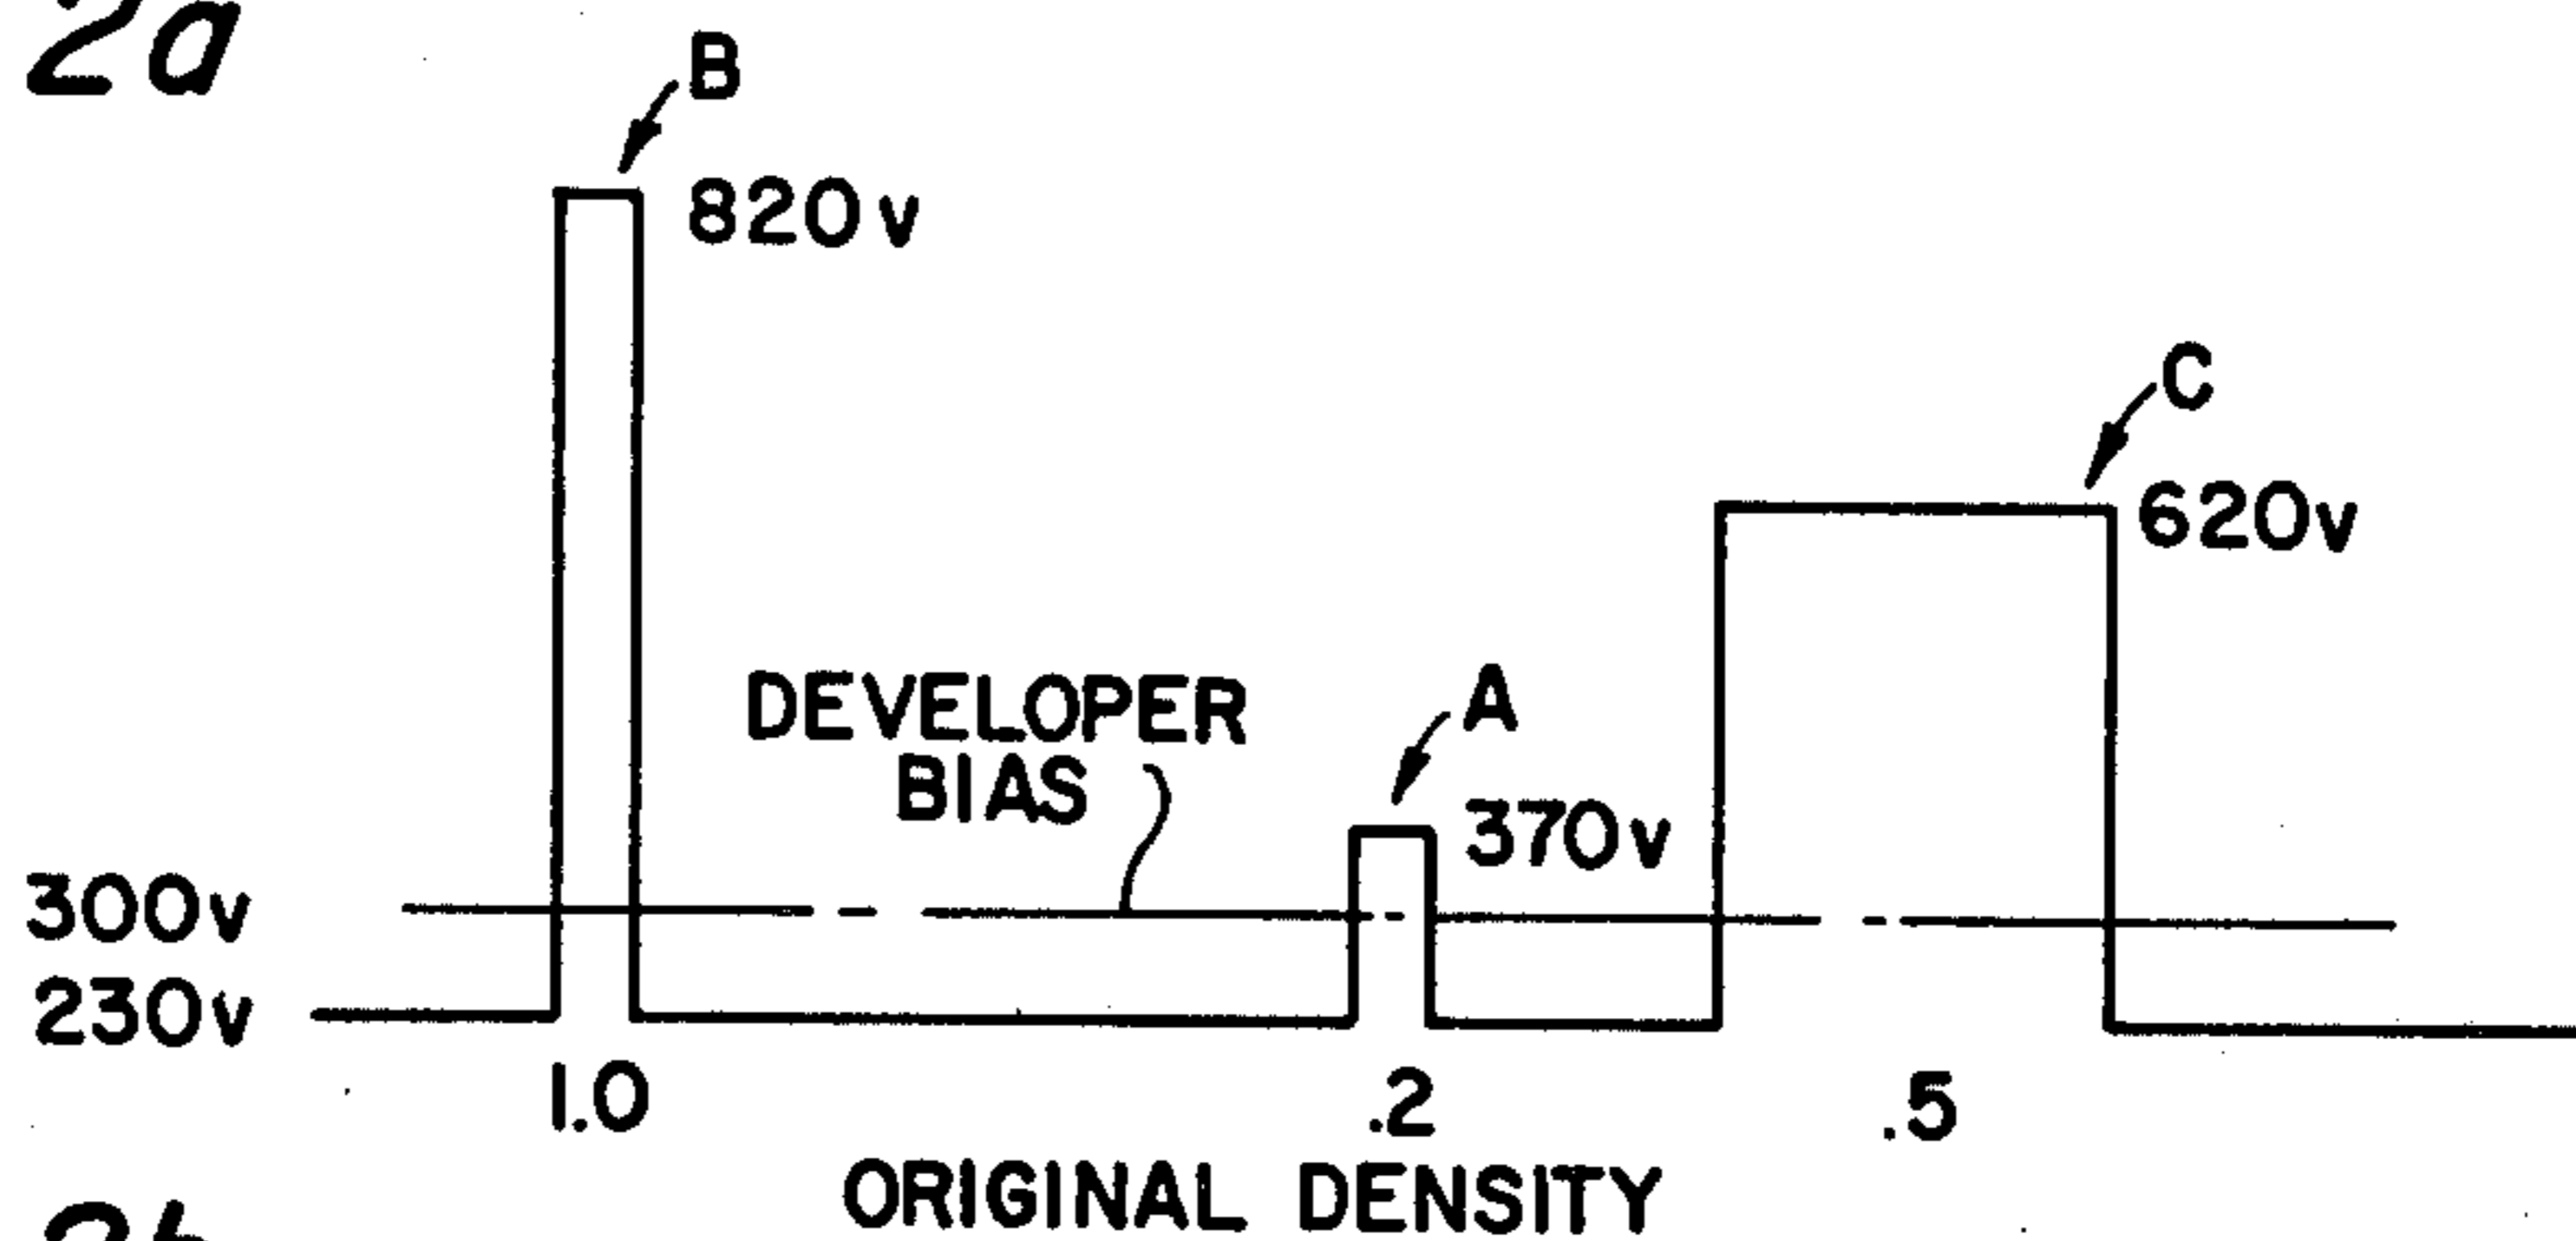 2a
B
820v
C
620v
DEVELOPER
BIAS
A
370v
300v
230v
1.0
.2
.5
ORIGINAL DENSITY